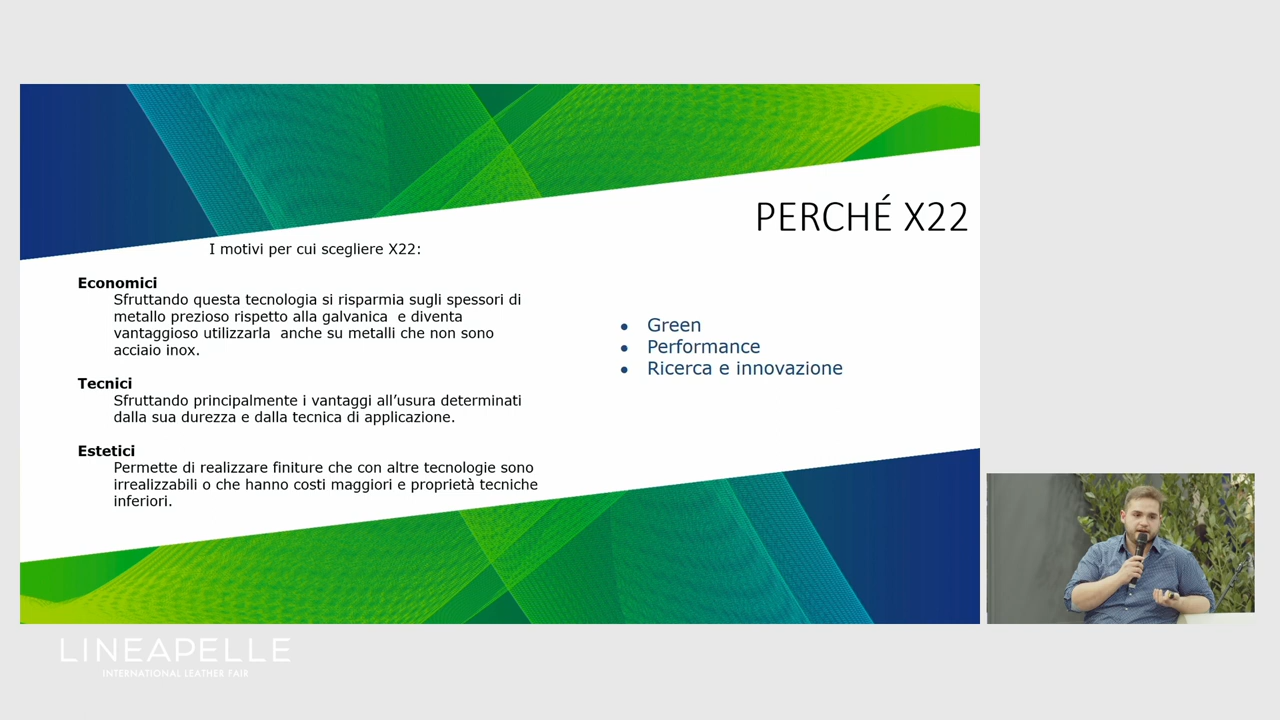 PERCHÉ X22
I motivi per cui scegliere X22:
Economici
Sfruttando questa tecnologia si risparmia sugli spessori di
metallo prezioso rispetto alla galvanica e diventa
vantaggioso utilizzarla anche su metalli che non sono
acciaio inox.
Tecnici
Sfruttando principalmente i vantaggi all’usura determinati
dalla sua durezza e dalla tecnica di applicazione.
Estetici
Permette di realizzare finiture che con altre tecnologie sono
irrealizzabili o che hanno costi maggiori e proprietà tecniche
inferiori.
• Green
• Performance
• Ricerca e innovazione
LINEAPELLE
INTERNATIONAL LEATHER FAIR